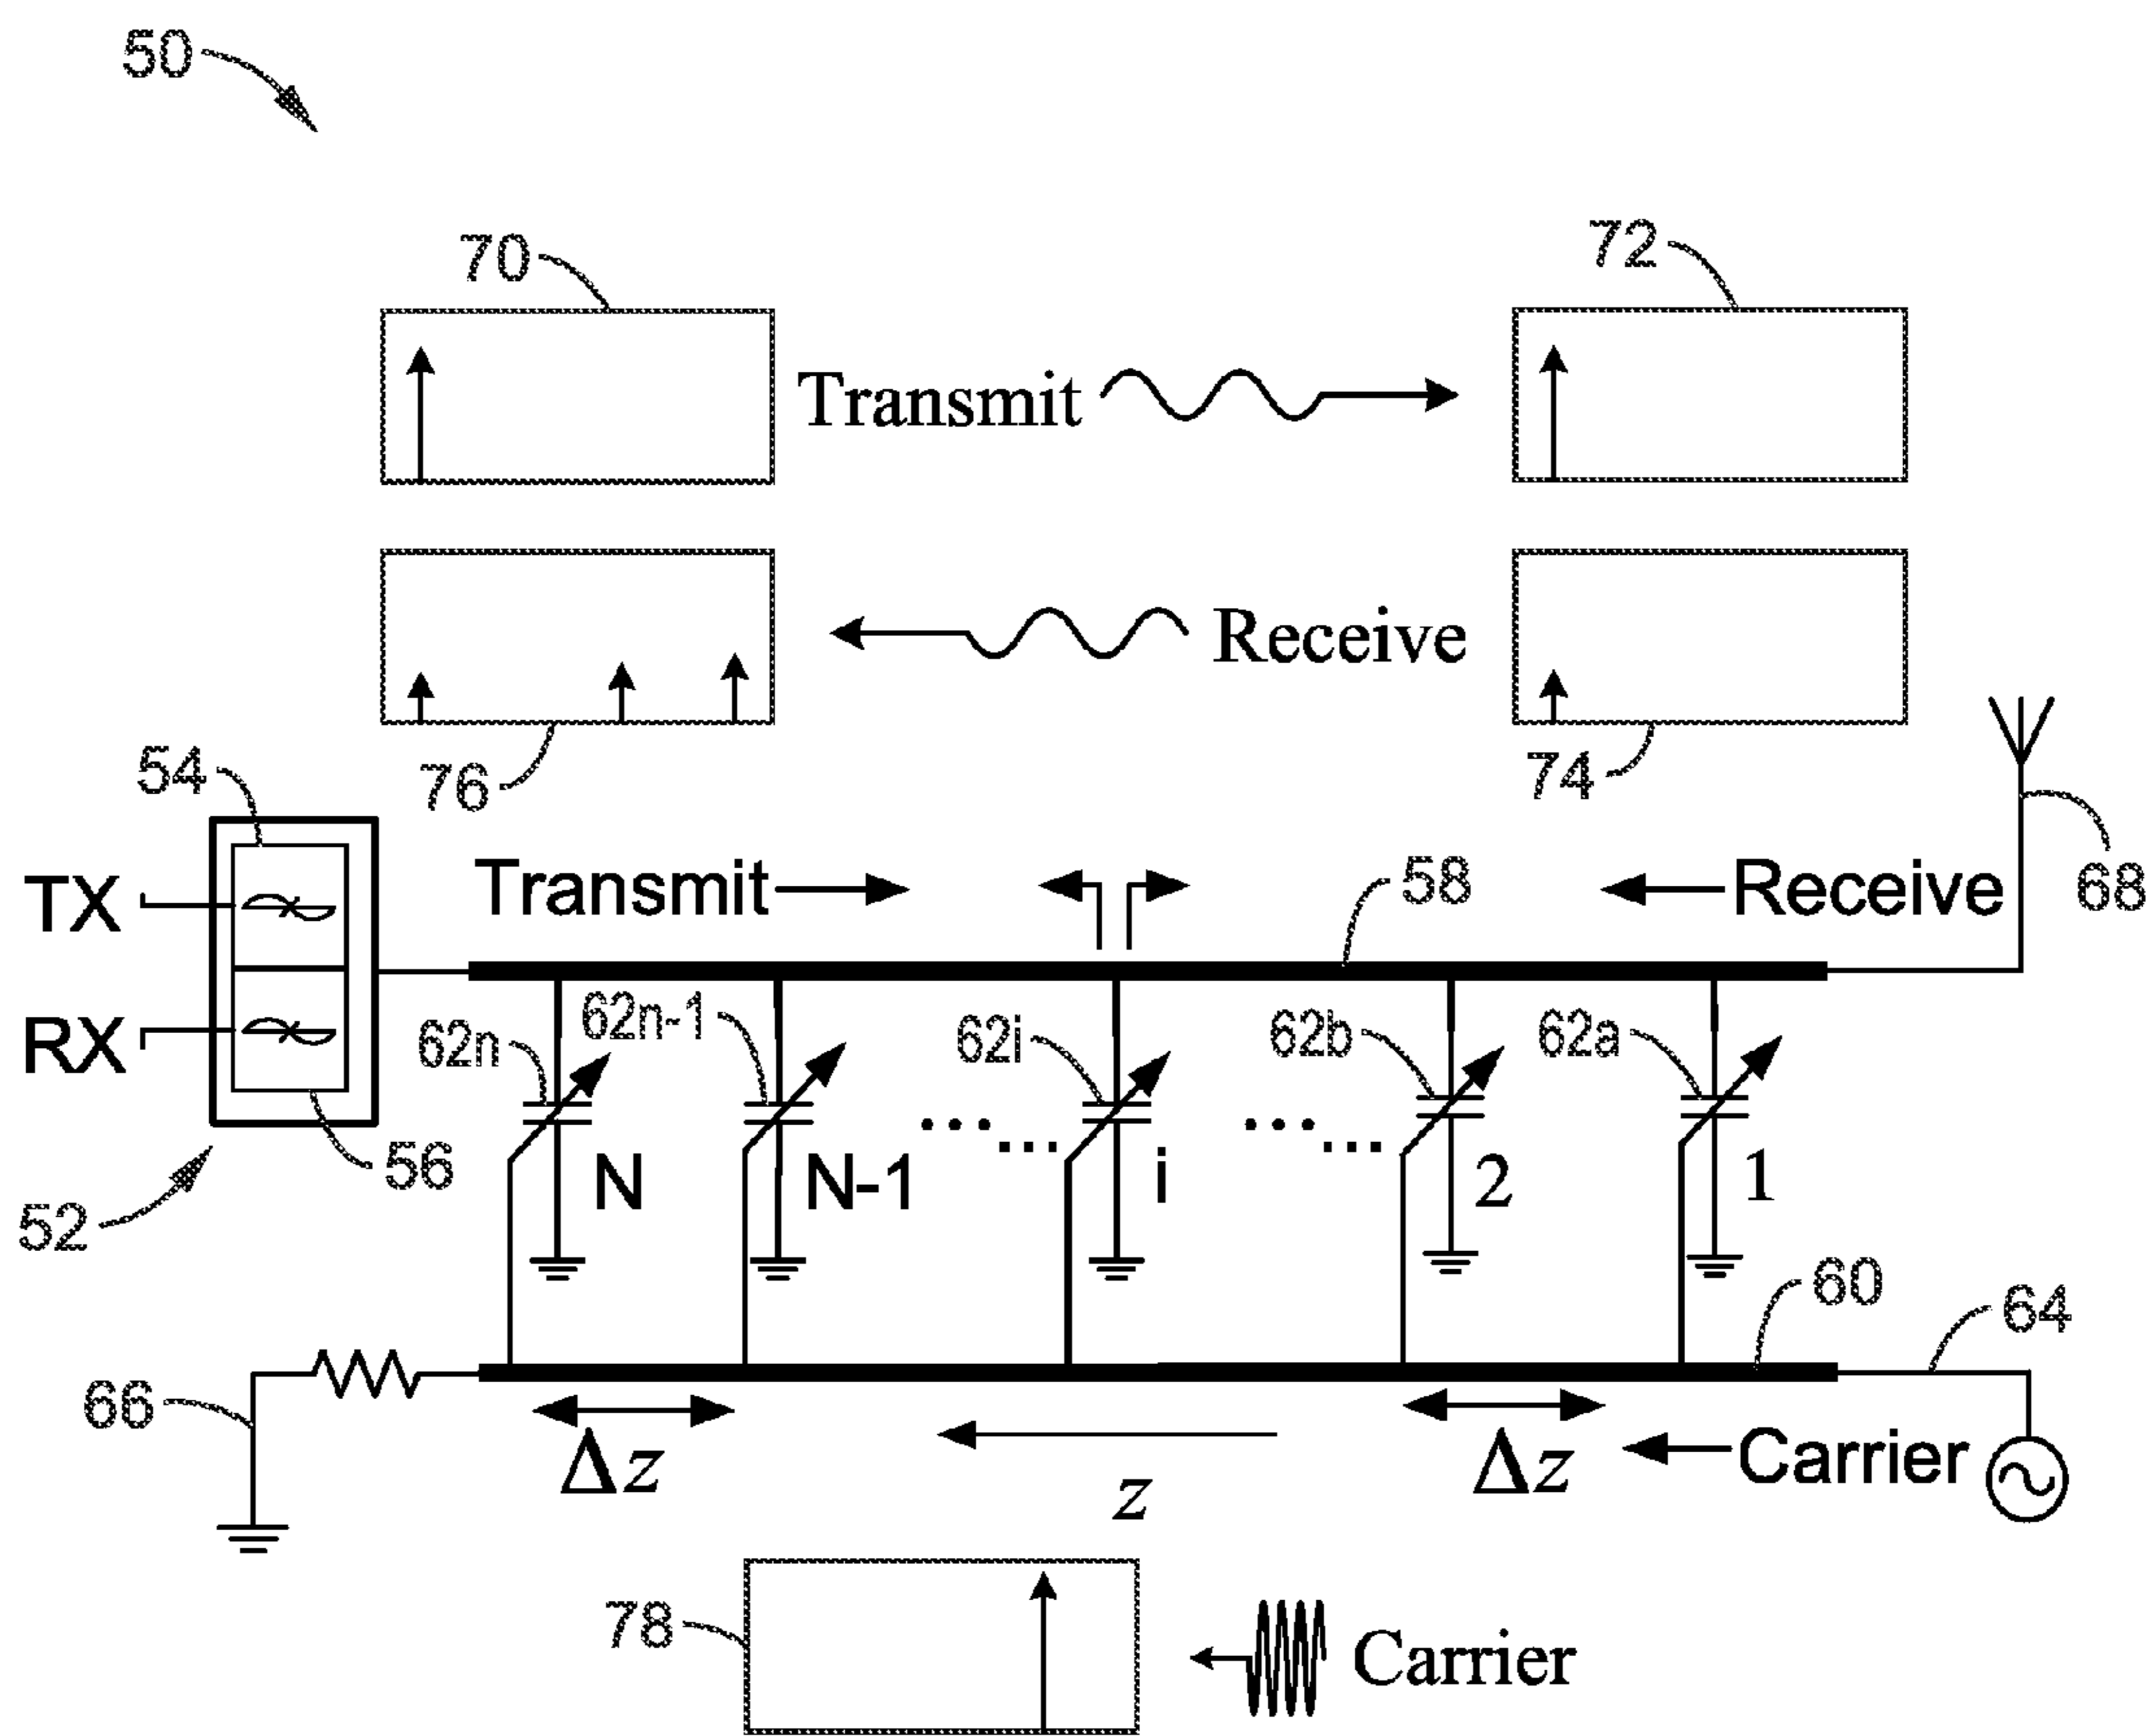 50
70
72
Transmit
Receive
76
74
54
68
TX
Transmit
58
Receive
RX
62n
62n-1
62i
62b
62a
......
......
56
N
N-1
i
2
1
52
60
64
66
Δz
z
Δz
Carrier
78
Carrier